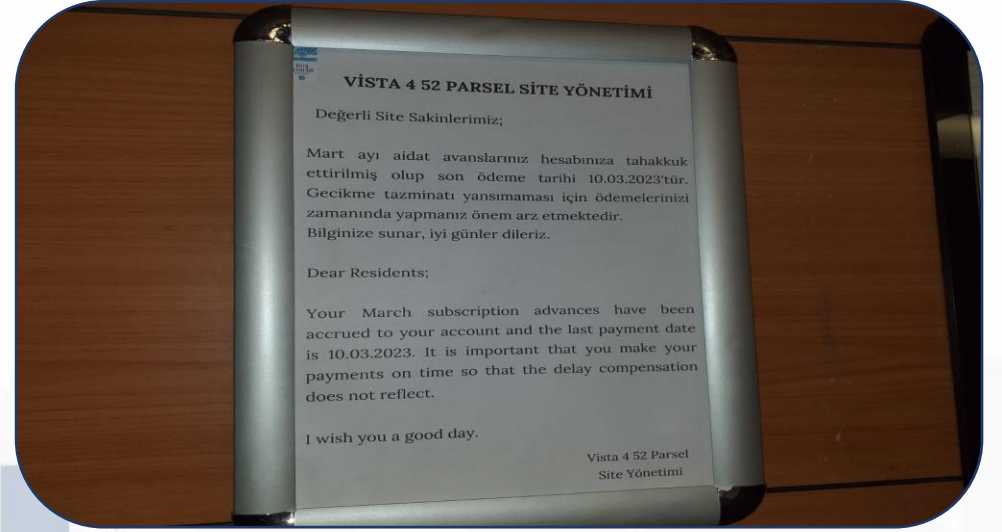 VİSTA 4 52 PARSEL SİTE YÖNETİMİ
Değerli Site Sakinlerimiz;
Mart ayı aidat avanslarınız hesabınıza tahakkuk
ettirilmiş olup son ödeme tarihi 10.03.2023'tür.
Gecikme tazminatı yansımaması için ödemelerinizi
zamanında yapmanız önem arz etmektedir.
Bilginize sunar, iyi günler dileriz.
Dear Residents;
Your March subscription advances have been
accrued to your account and the last payment date
is 10.03.2023. It is important that you make your
payments on time so that the delay compensation
does not reflect.
I wish you a good day.
Vista 4 52 Parsel
Site Yönetimi